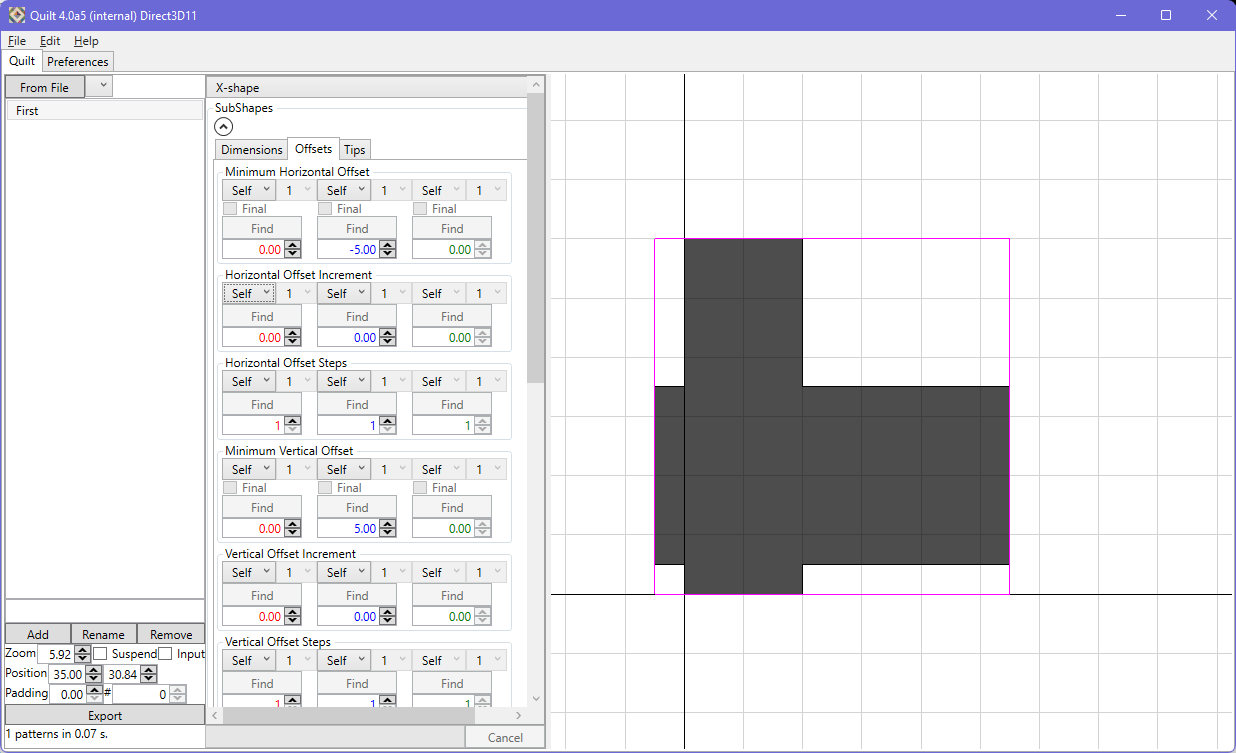 Quilt 4.0a5 (internal) Direct3D11
File Edit Help
Quilt Preferences
From File
First
X-shape
SubShapes
Dimensions Offsets Tips
Minimum Horizontal Offset
Self 1 Self 1 Self 1
Final Final Final
Find Find Find
0.00 -5.00 0.00
Horizontal Offset Increment
Self 1 Self 1 Self 1
Find Find Find
0.00 0.00 0.00
Horizontal Offset Steps
Self 1 Self 1 Self 1
Find Find Find
1 1 1
Minimum Vertical Offset
Self 1 Self 1 Self 1
Final Final Final
Find Find Find
0.00 5.00 0.00
Vertical Offset Increment
Self 1 Self 1 Self 1
Find Find Find
0.00 0.00 0.00
Vertical Offset Steps
Self 1 Self 1 Self 1
Find Find Find
1 1 1
Add Rename Remove
Zoom 5.92 Suspend Input
Position 35.00 30.84
Padding 0.00 # 0
Export
1 patterns in 0.07 s.
Cancel